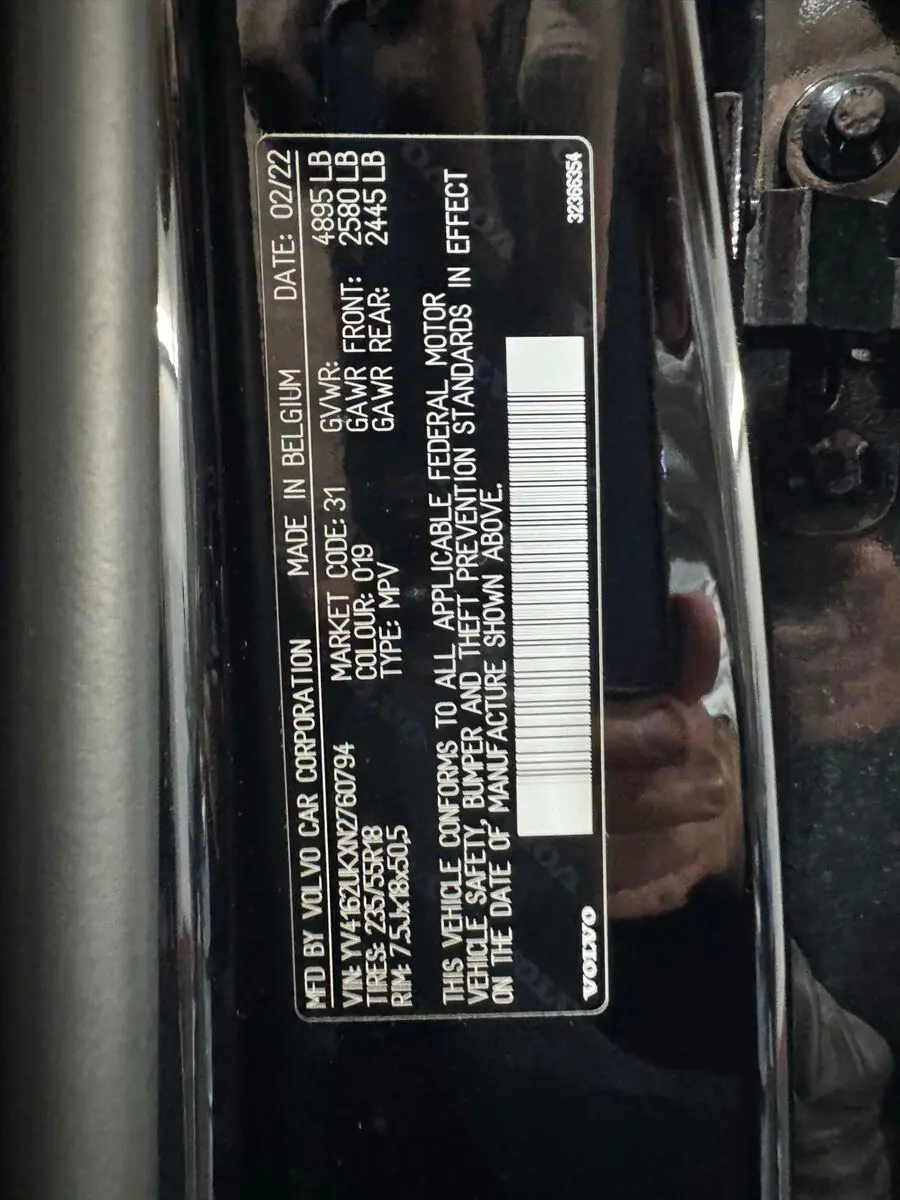 MFD BY VOLVO CAR CORPORATION MADE IN BELGIUM DATE: 02/22
VIN: YV4162UKXN2760794 MARKET CODE: 31 GVWR: 4895 LB
TIRES: 235/55R18 COLOUR: 019 GAWR FRONT: 2580 LB
RIM: 7.5Jx18x50,5 TYPE: MPV GAWR REAR: 2445 LB
THIS VEHICLE CONFORMS TO ALL APPLICABLE FEDERAL MOTOR
VEHICLE SAFETY, BUMPER AND THEFT PREVENTION STANDARDS IN EFFECT
ON THE DATE OF MANUFACTURE SHOWN ABOVE.
VOLVO 32366354